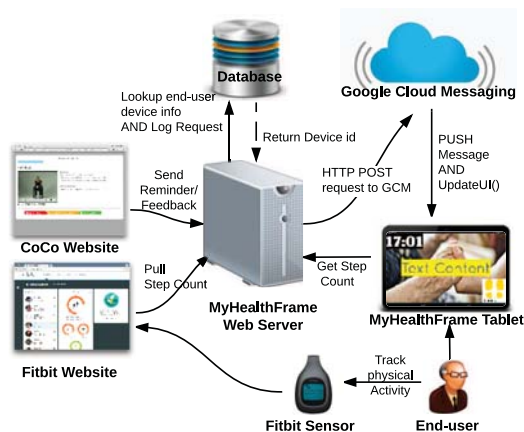 Database
Google Cloud Messaging
Lookup end-user
device info
AND Log Request
Return Device id
PUSH
Message
AND
UpdateUI()
HTTP POST
request to GCM
Send
Reminder/
Feedback
CoCo Website
17:01
Text Content
Pull
Step Count
Get Step
Count
MyHealthFrame
Web Server
MyHealthFrame Tablet
Fitbit Website
Track
physical
Activity
Fitbit Sensor
End-user